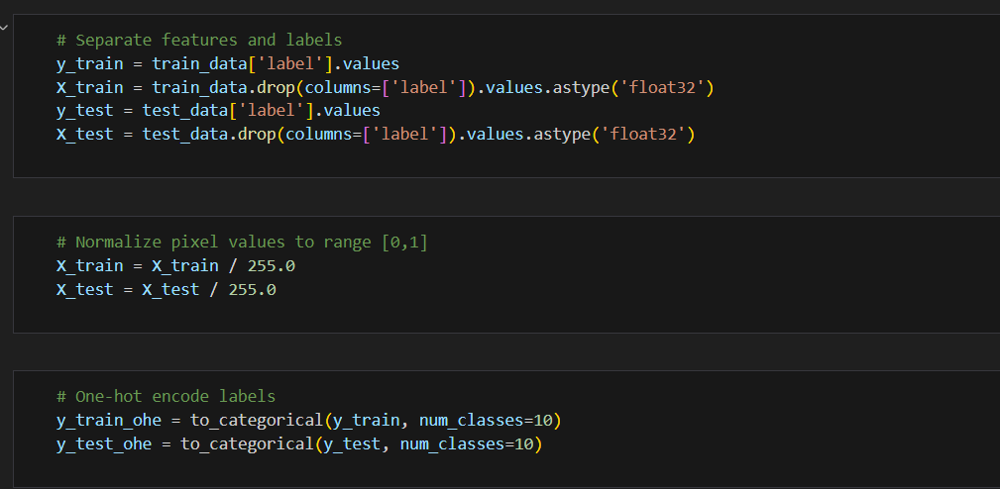 # Separate features and labels
y_train = train_data['label'].values
X_train = train_data.drop(columns=['label']).values.astype('float32')
y_test = test_data['label'].values
X_test = test_data.drop(columns=['label']).values.astype('float32')
# Normalize pixel values to range [0,1]
X_train = X_train / 255.0
X_test = X_test / 255.0
# One-hot encode labels
y_train_ohe = to_categorical(y_train, num_classes=10)
y_test_ohe = to_categorical(y_test, num_classes=10)